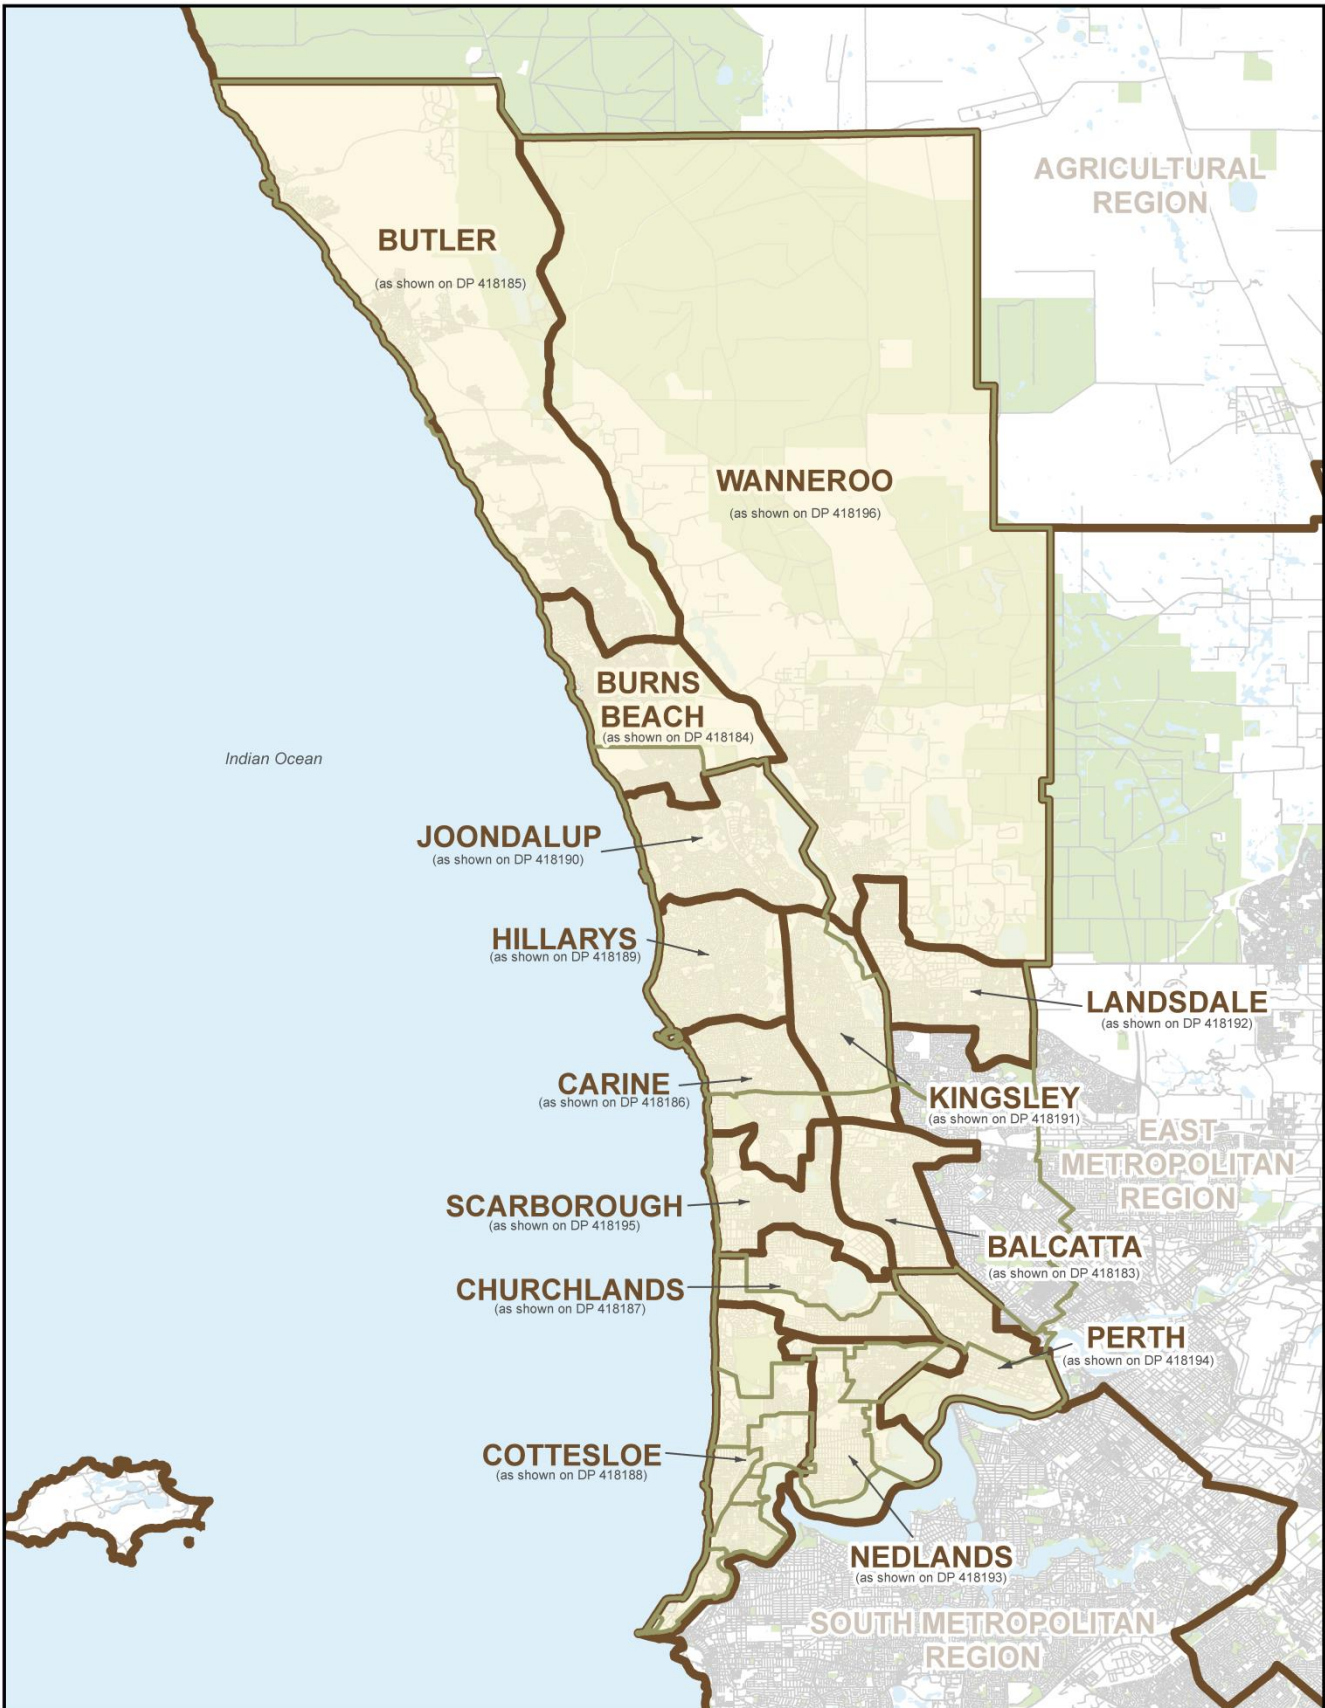 AGRICULTURAL
REGION
BUTLER
(as shown on DP 418185)
WANNEROO
(as shown on DP 418196)
BURNS
BEACH
(as shown on DP 418184)
Indian Ocean
JOONDALUP
(as shown on DP 418190)
HILLARYS
(as shown on DP 418189)
LANDSDALE
(as shown on DP 418192)
CARINE
(as shown on DP 418186)
KINGSLEY
(as shown on DP 418191)
EAST
METROPOLITAN
REGION
SCARBOROUGH
(as shown on DP 418195)
BALCATTA
(as shown on DP 418183)
CHURCHLANDS
(as shown on DP 418187)
PERTH
(as shown on DP 418194)
COTTESLOE
(as shown on DP 418188)
NEDLANDS
(as shown on DP 418193)
SOUTH METROPOLITAN
REGION